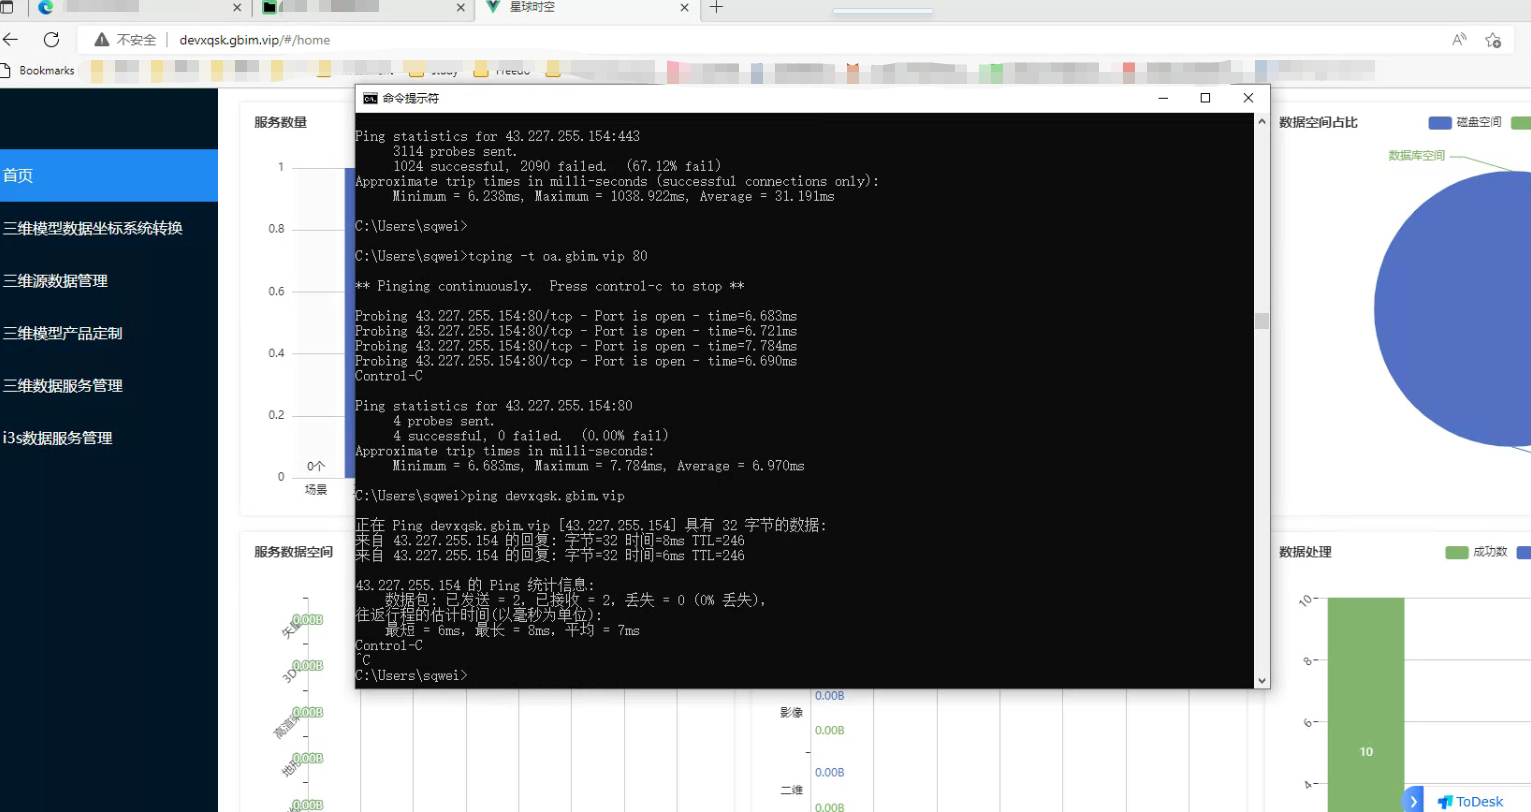 星球时空
不安全
devxqsk.gbim.vip/#/home
Bookmarks
首页
三维模型数据坐标系统转换
三维源数据管理
三维模型产品定制
三维数据服务管理
i3s数据服务管理
服务数量
1
0.8
0.6
0.4
0.2
0
0个
场景
命令提示符
Ping statistics for 43.227.255.154:443
3114 probes sent.
1024 successful, 2090 failed. (67.12% fail)
Approximate trip times in milli-seconds (successful connections only):
Minimum = 6.238ms, Maximum = 1038.922ms, Average = 31.191ms
C:\Users\sqwei>
C:\Users\sqwei>tcping -t oa.gbim.vip 80
** Pinging continuously. Press control-c to stop **
Probing 43.227.255.154:80/tcp - Port is open - time=6.683ms
Probing 43.227.255.154:80/tcp - Port is open - time=6.721ms
Probing 43.227.255.154:80/tcp - Port is open - time=7.784ms
Probing 43.227.255.154:80/tcp - Port is open - time=6.690ms
Control-C
Ping statistics for 43.227.255.154:80
4 probes sent.
4 successful, 0 failed. (0.00% fail)
Approximate trip times in milli-seconds:
Minimum = 6.683ms, Maximum = 7.784ms, Average = 6.970ms
C:\Users\sqwei>ping devxqsk.gbim.vip
正在 Ping devxqsk.gbim.vip [43.227.255.154] 具有 32 字节的数据:
来自 43.227.255.154 的回复: 字节=32 时间=8ms TTL=246
来自 43.227.255.154 的回复: 字节=32 时间=6ms TTL=246
43.227.255.154 的 Ping 统计信息:
数据包: 已发送 = 2, 已接收 = 2, 丢失 = 0 (0% 丢失),
往返行程的估计时间(以毫秒为单位):
最短 = 6ms, 最长 = 8ms, 平均 = 7ms
Control-C
^C
C:\Users\sqwei>
数据空间占比
磁盘空间
数据库空间
服务数据空间
0.00B
0.00B
0.00B
0.00B
0.00B
0.00B
影像
0.00B
0.00B
二维
0.00B
数据处理
成功数
10
8
6
4
10
ToDesk